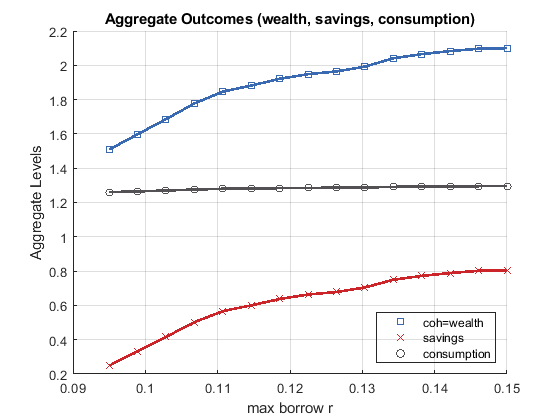 Aggregate Outcomes (wealth, savings, consumption)
2.2
2
1.8
1.6
1.4
1.2
1
0.8
0.6
0.4
0.2
Aggregate Levels
coh=wealth
savings
consumption
0.09 0.1 0.11 0.12 0.13 0.14 0.15
max borrow r